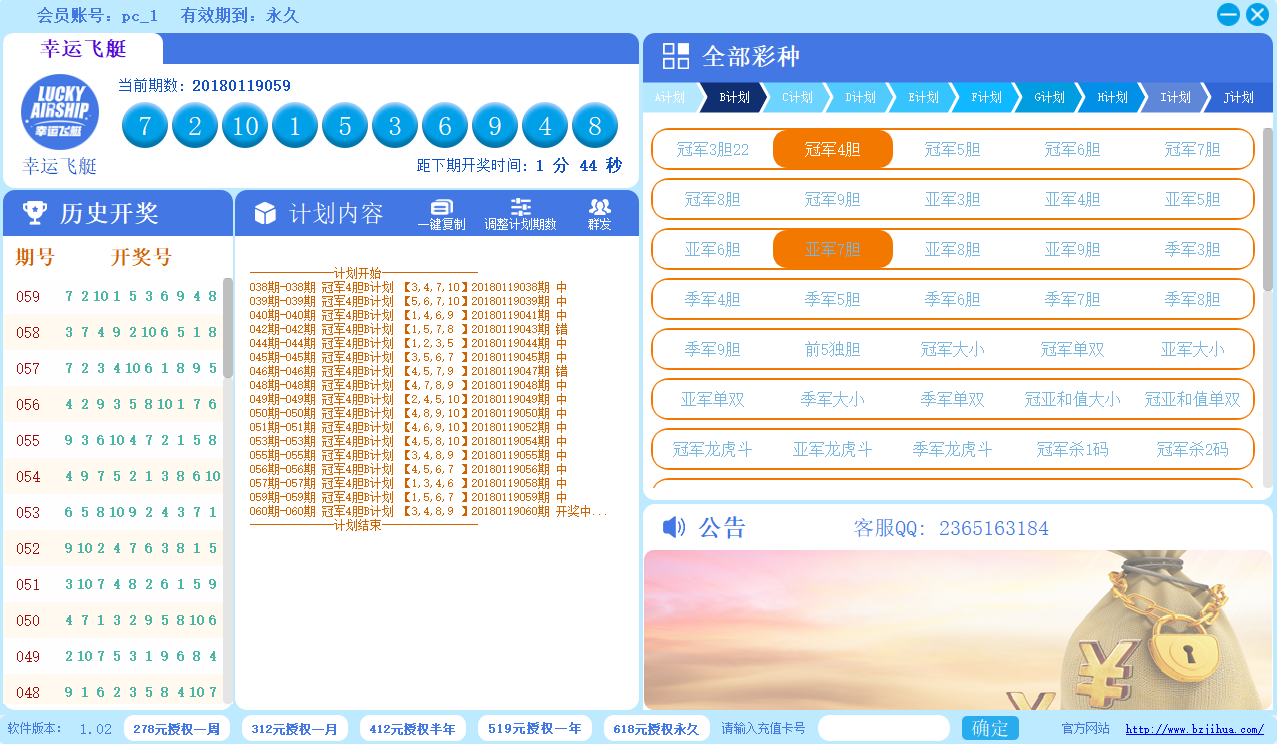 会员账号：pc_1 有效期到：永久
幸运飞艇
当前期数：20180119059
LUCKY
AIRSHIP
幸运飞艇
7 2 10 1 5 3 6 9 4 8
幸运飞艇
距下期开奖时间：1 分 44 秒
历史开奖
期号 开奖号
059 7 2 10 1 5 3 6 9 4 8
058 3 7 4 9 2 10 6 5 1 8
057 7 2 3 4 10 6 1 8 9 5
056 4 2 9 3 5 8 10 1 7 6
055 9 3 6 10 4 7 2 1 5 8
054 4 9 7 5 2 1 3 8 6 10
053 6 5 8 10 9 2 4 3 7 1
052 9 10 2 4 7 6 3 8 1 5
051 3 10 7 4 8 2 6 1 5 9
050 4 7 1 3 2 9 5 8 10 6
049 2 10 7 5 3 1 9 6 8 4
048 9 1 6 2 3 5 8 4 10 7
计划内容
一键复制 调整计划期数 群发
——————计划开始———————
038期-038期 冠军4胆B计划 【3,4,7,10】20180119038期 中
039期-039期 冠军4胆B计划 【5,6,7,10】20180119039期 中
040期-040期 冠军4胆B计划 【1,4,6,9 】20180119041期 中
042期-042期 冠军4胆B计划 【1,5,7,8 】20180119043期 错
044期-044期 冠军4胆B计划 【1,2,3,5 】20180119044期 中
045期-045期 冠军4胆B计划 【3,5,6,7 】20180119045期 中
046期-046期 冠军4胆B计划 【4,5,7,9 】20180119047期 错
048期-048期 冠军4胆B计划 【4,7,8,9 】20180119048期 中
049期-049期 冠军4胆B计划 【2,4,5,10】20180119049期 中
050期-050期 冠军4胆B计划 【4,8,9,10】20180119050期 中
051期-051期 冠军4胆B计划 【4,6,9,10】20180119052期 中
053期-053期 冠军4胆B计划 【4,5,8,10】20180119054期 中
055期-055期 冠军4胆B计划 【3,4,8,9 】20180119055期 中
056期-056期 冠军4胆B计划 【4,5,6,7 】20180119056期 中
057期-057期 冠军4胆B计划 【1,3,4,6 】20180119058期 中
059期-059期 冠军4胆B计划 【1,5,6,7 】20180119059期 中
060期-060期 冠军4胆B计划 【3,4,8,9 】20180119060期 开奖中...
——————计划结束———————
全部彩种
A计划 B计划 C计划 D计划 E计划 F计划 G计划 H计划 I计划 J计划
冠军3胆22 冠军4胆 冠军5胆 冠军6胆 冠军7胆
冠军8胆 冠军9胆 亚军3胆 亚军4胆 亚军5胆
亚军6胆 亚军7胆 亚军8胆 亚军9胆 季军3胆
季军4胆 季军5胆 季军6胆 季军7胆 季军8胆
季军9胆 前5独胆 冠军大小 冠军单双 亚军大小
亚军单双 季军大小 季军单双 冠亚和值大小 冠亚和值单双
冠军龙虎斗 亚军龙虎斗 季军龙虎斗 冠军杀1码 冠军杀2码
公告 客服QQ：2365163184
¥ ¥
软件版本： 1.02 278元授权一周 312元授权一月 412元授权半年 519元授权一年 618元授权永久 请输入充值卡号 确定 官方网站 http://www.bzjihua.com/